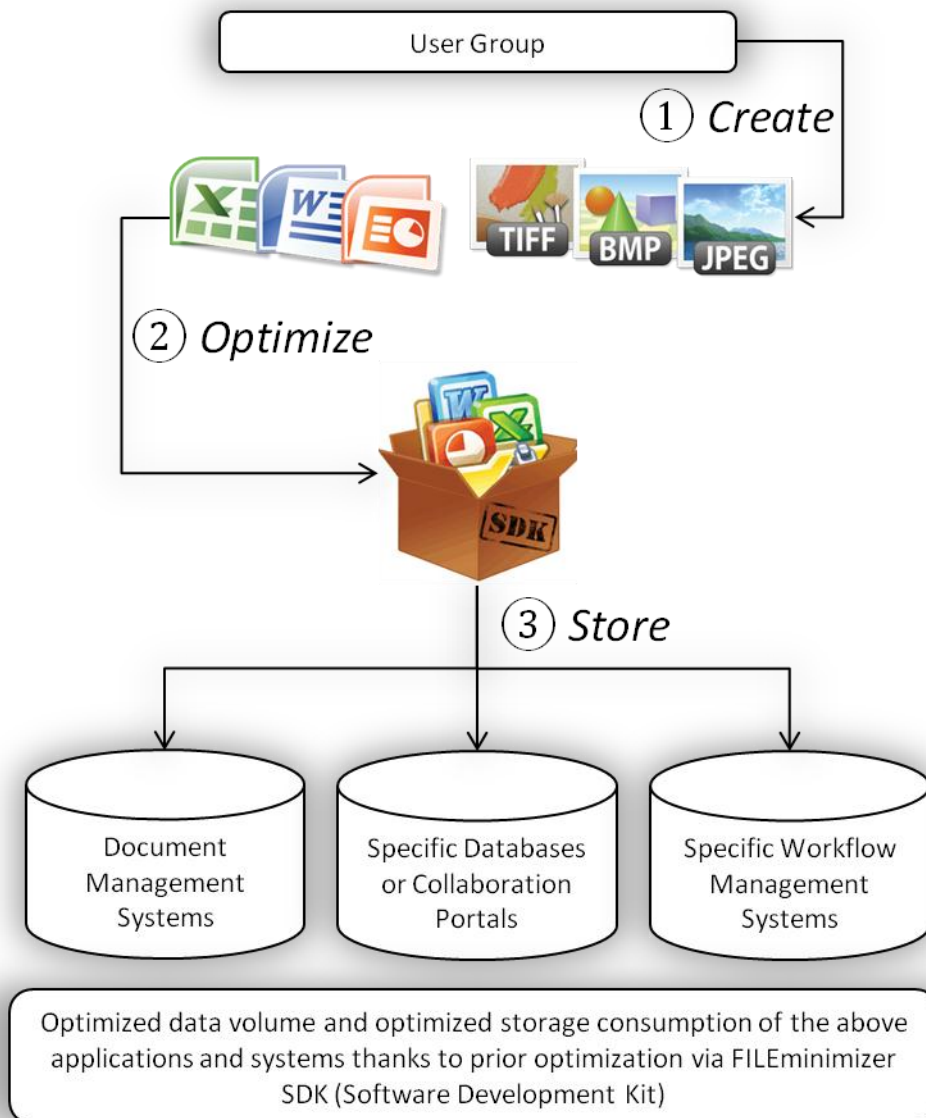 User Group
① Create
X W
TIFF BMP JPEG
② Optimize
W X
SDK
③ Store
Document
Management
Systems
Specific Databases
or Collaboration
Portals
Specific Workflow
Management
Systems
Optimized data volume and optimized storage consumption of the above
applications and systems thanks to prior optimization via FILEminimizer
SDK (Software Development Kit)